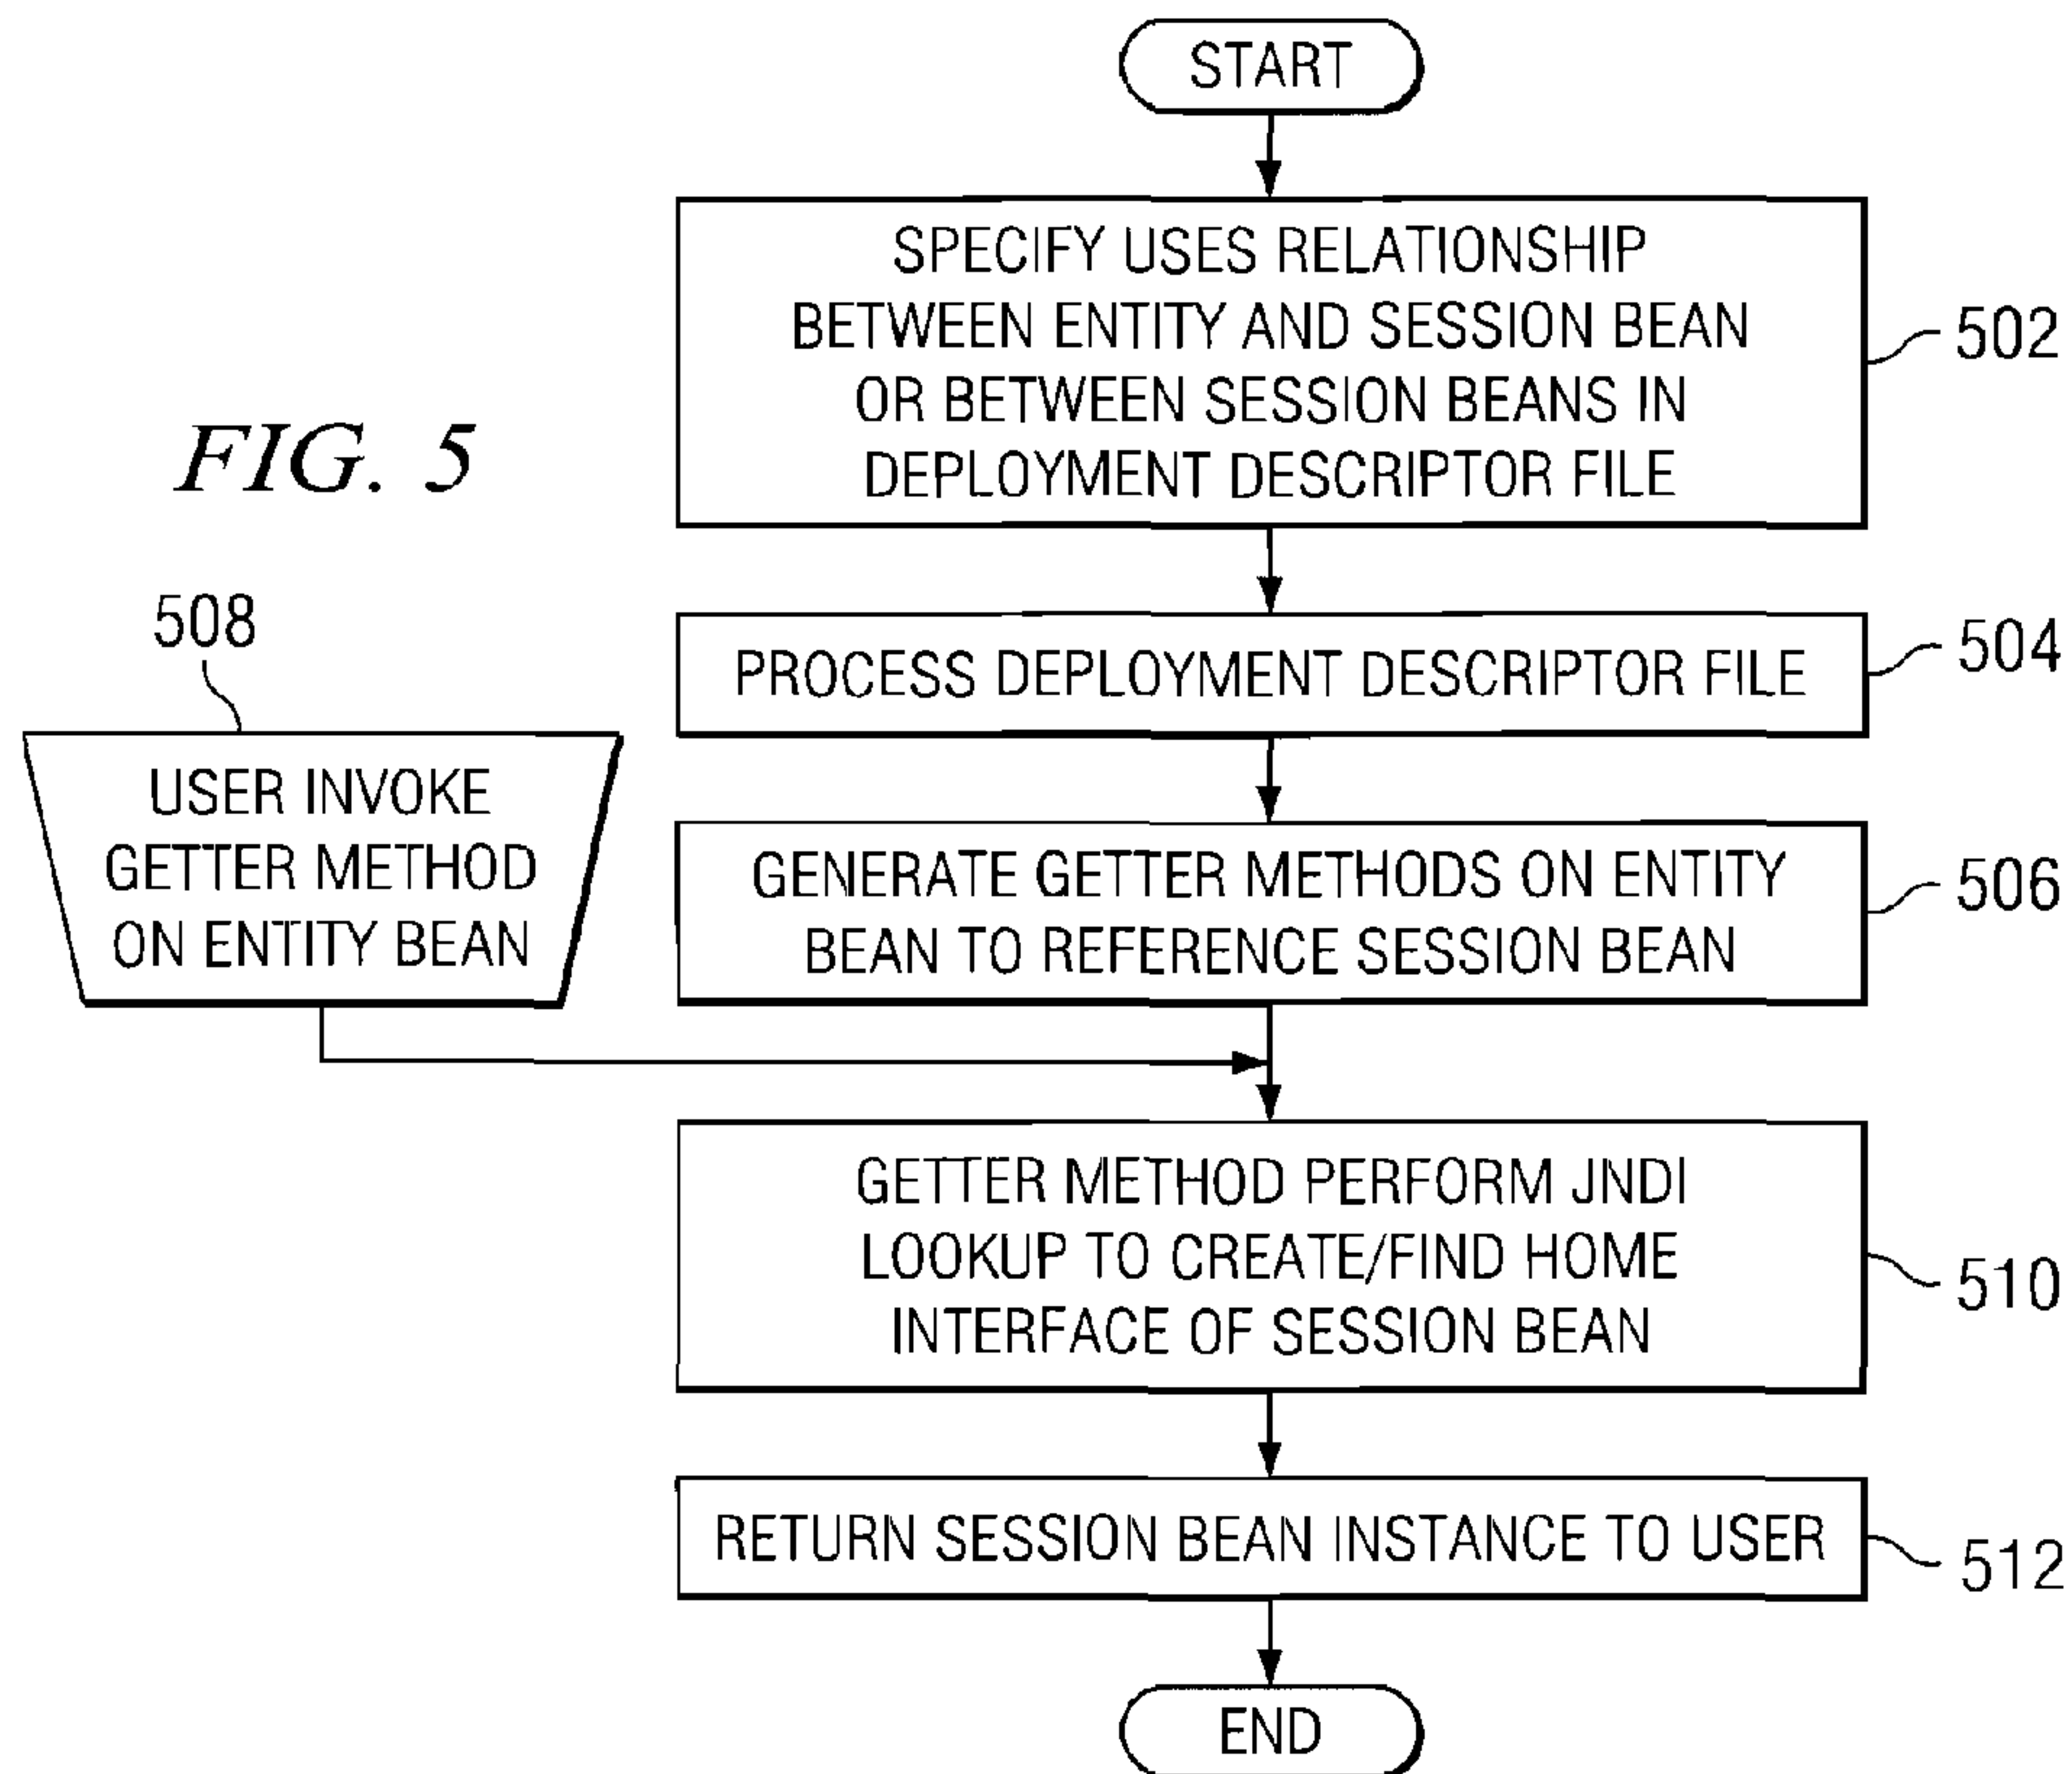 START
SPECIFY USES RELATIONSHIP
BETWEEN ENTITY AND SESSION BEAN
OR BETWEEN SESSION BEANS IN
DEPLOYMENT DESCRIPTOR FILE
502
FIG. 5
PROCESS DEPLOYMENT DESCRIPTOR FILE
504
508
USER INVOKE
GETTER METHOD
ON ENTITY BEAN
GENERATE GETTER METHODS ON ENTITY
BEAN TO REFERENCE SESSION BEAN
506
GETTER METHOD PERFORM JNDI
LOOKUP TO CREATE/FIND HOME
INTERFACE OF SESSION BEAN
510
RETURN SESSION BEAN INSTANCE TO USER
512
END